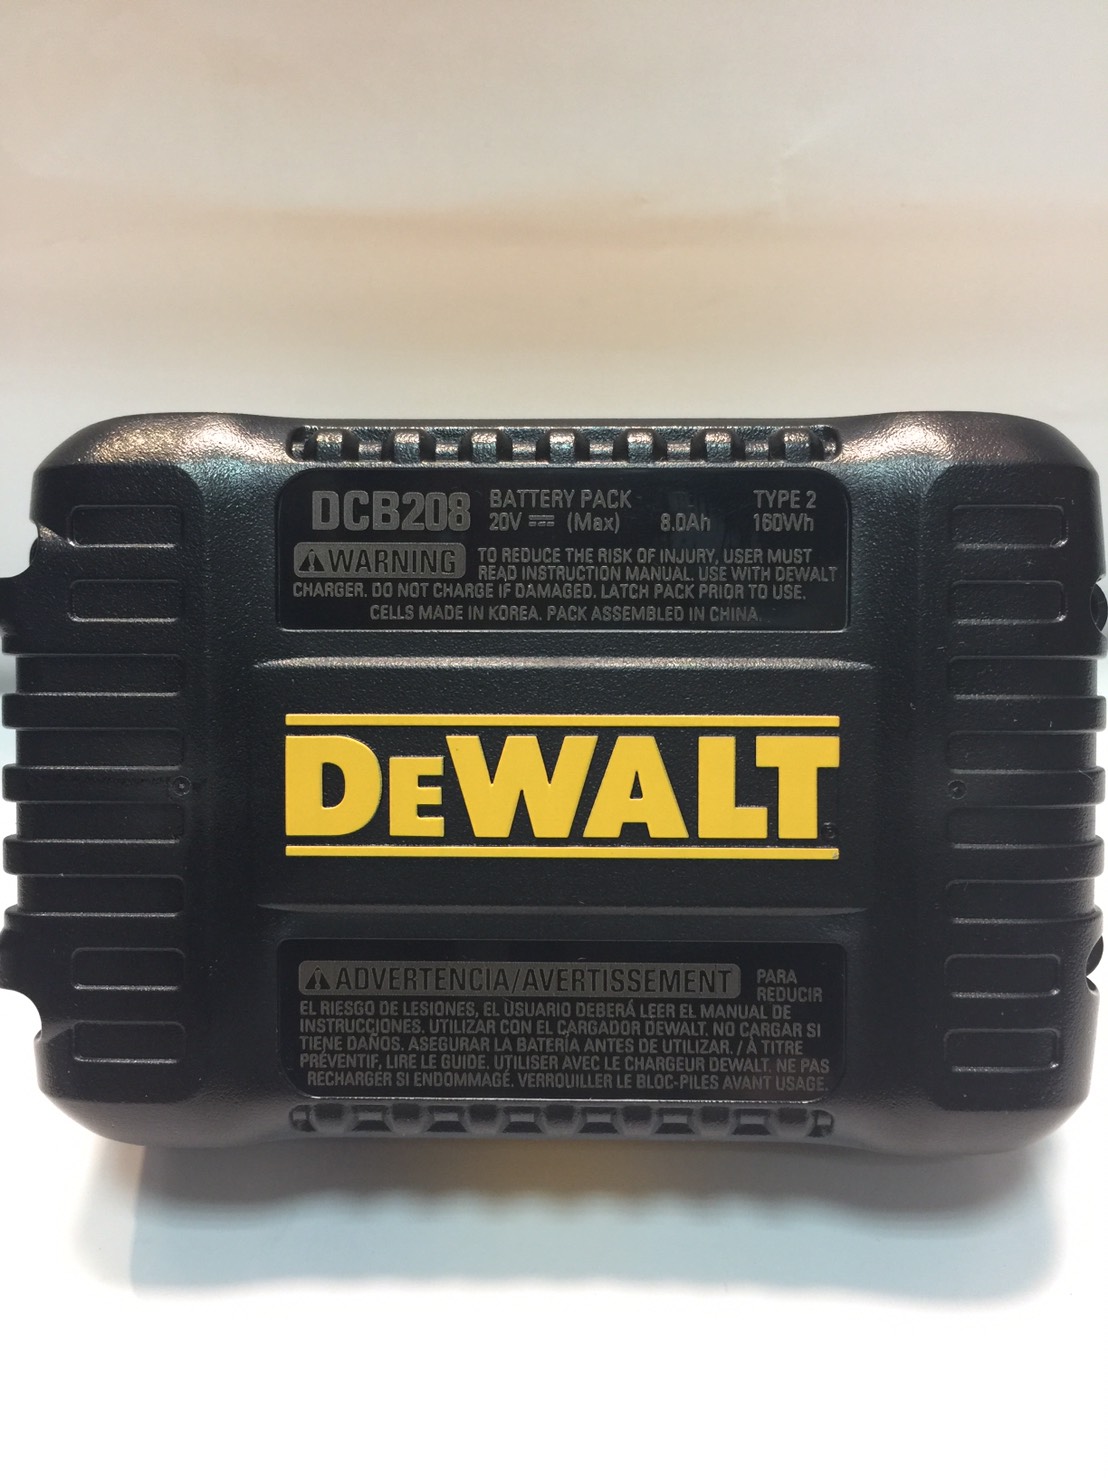 DCB208 BATTERY PACK TYPE 2
20V ⎓ (Max) 8.0Ah 160Wh
⚠WARNING TO REDUCE THE RISK OF INJURY, USER MUST
READ INSTRUCTION MANUAL. USE WITH DEWALT
CHARGER. DO NOT CHARGE IF DAMAGED. LATCH PACK PRIOR TO USE.
CELLS MADE IN KOREA. PACK ASSEMBLED IN CHINA.
DEWALT
⚠ADVERTENCIA/AVERTISSEMENT PARA
REDUCIR
EL RIESGO DE LESIONES, EL USUARIO DEBERÁ LEER EL MANUAL DE
INSTRUCCIONES. UTILIZAR CON EL CARGADOR DEWALT. NO CARGAR SI
TIENE DAÑOS. ASEGURAR LA BATERÍA ANTES DE UTILIZAR. / À TITRE
PRÉVENTIF, LIRE LE GUIDE. UTILISER AVEC LE CHARGEUR DEWALT. NE PAS
RECHARGER SI ENDOMMAGÉ. VERROUILLER LE BLOC-PILES AVANT USAGE.